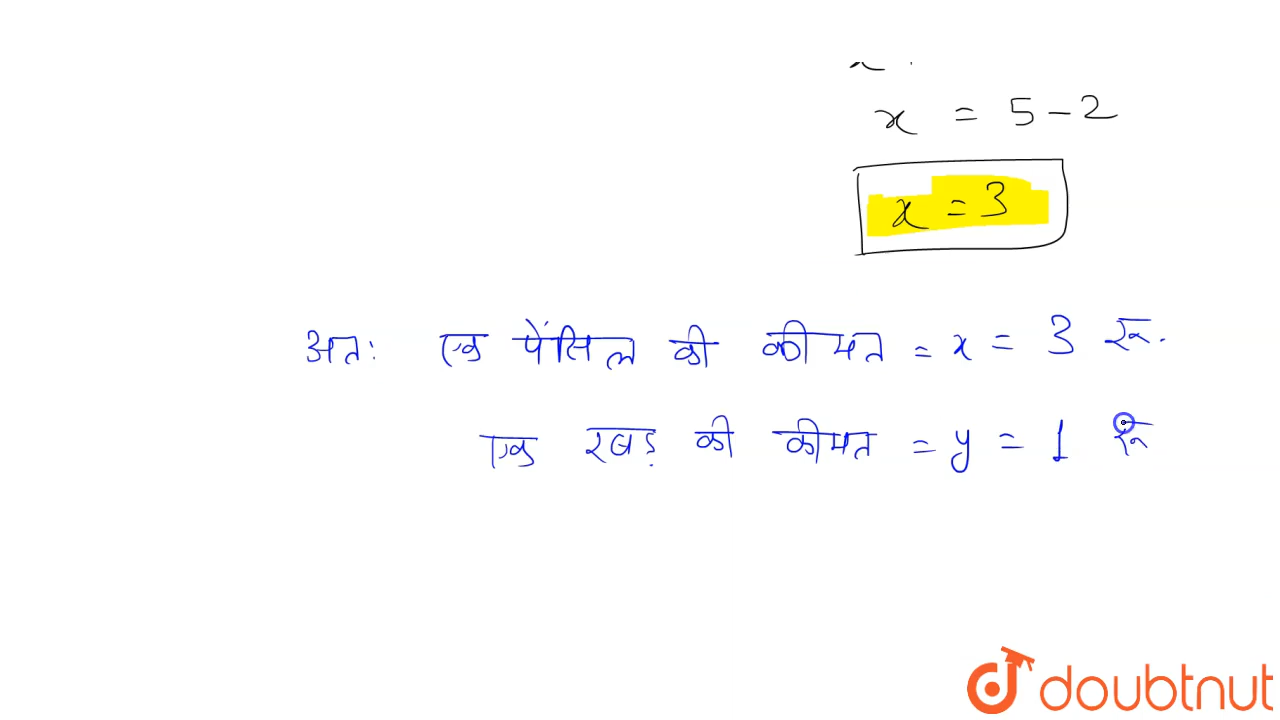 x = 5 - 2
x = 3
अतः एक पेंसिल की कीमत = x = 3 रू.
एक रबड़ की कीमत = y = 1 रू
doubtnut